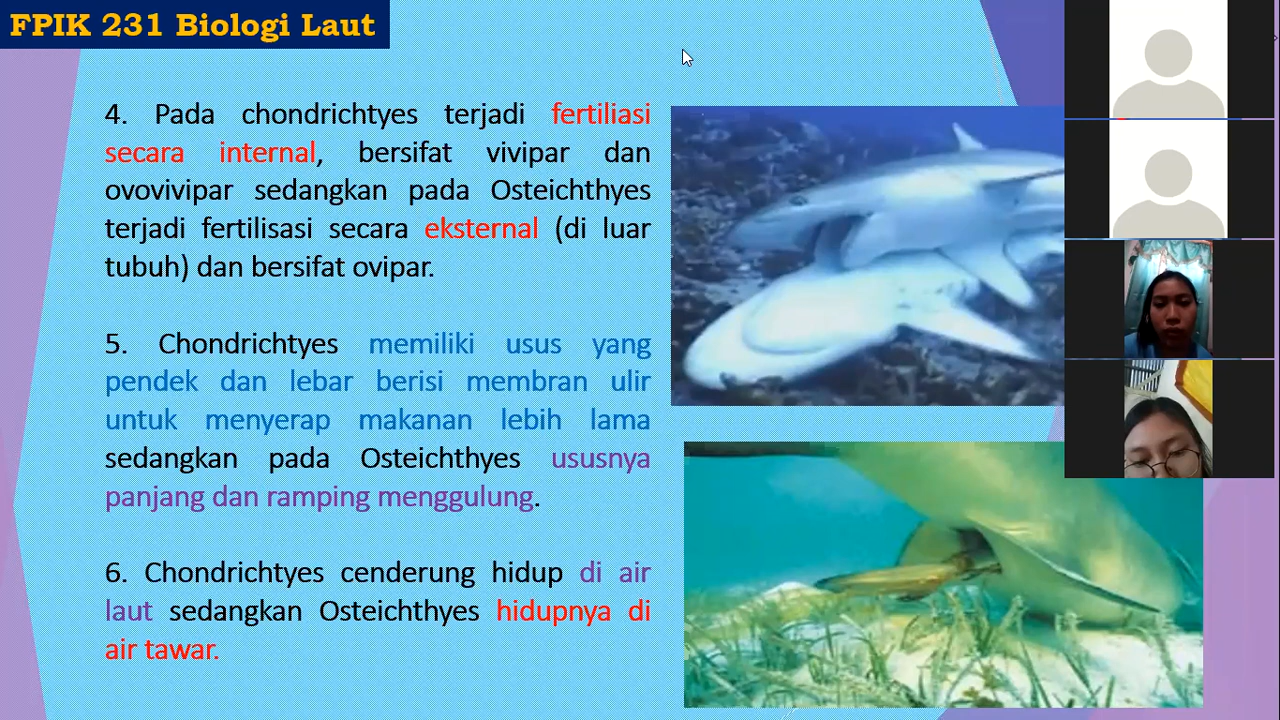 FPIK 231 Biologi Laut
4. Pada chondrichtyes terjadi fertiliasi
secara internal, bersifat vivipar dan
ovovivipar sedangkan pada Osteichthyes
terjadi fertilisasi secara eksternal (di luar
tubuh) dan bersifat ovipar.
5. Chondrichtyes memiliki usus yang
pendek dan lebar berisi membran ulir
untuk menyerap makanan lebih lama
sedangkan pada Osteichthyes ususnya
panjang dan ramping menggulung.
6. Chondrichtyes cenderung hidup di air
laut sedangkan Osteichthyes hidupnya di
air tawar.